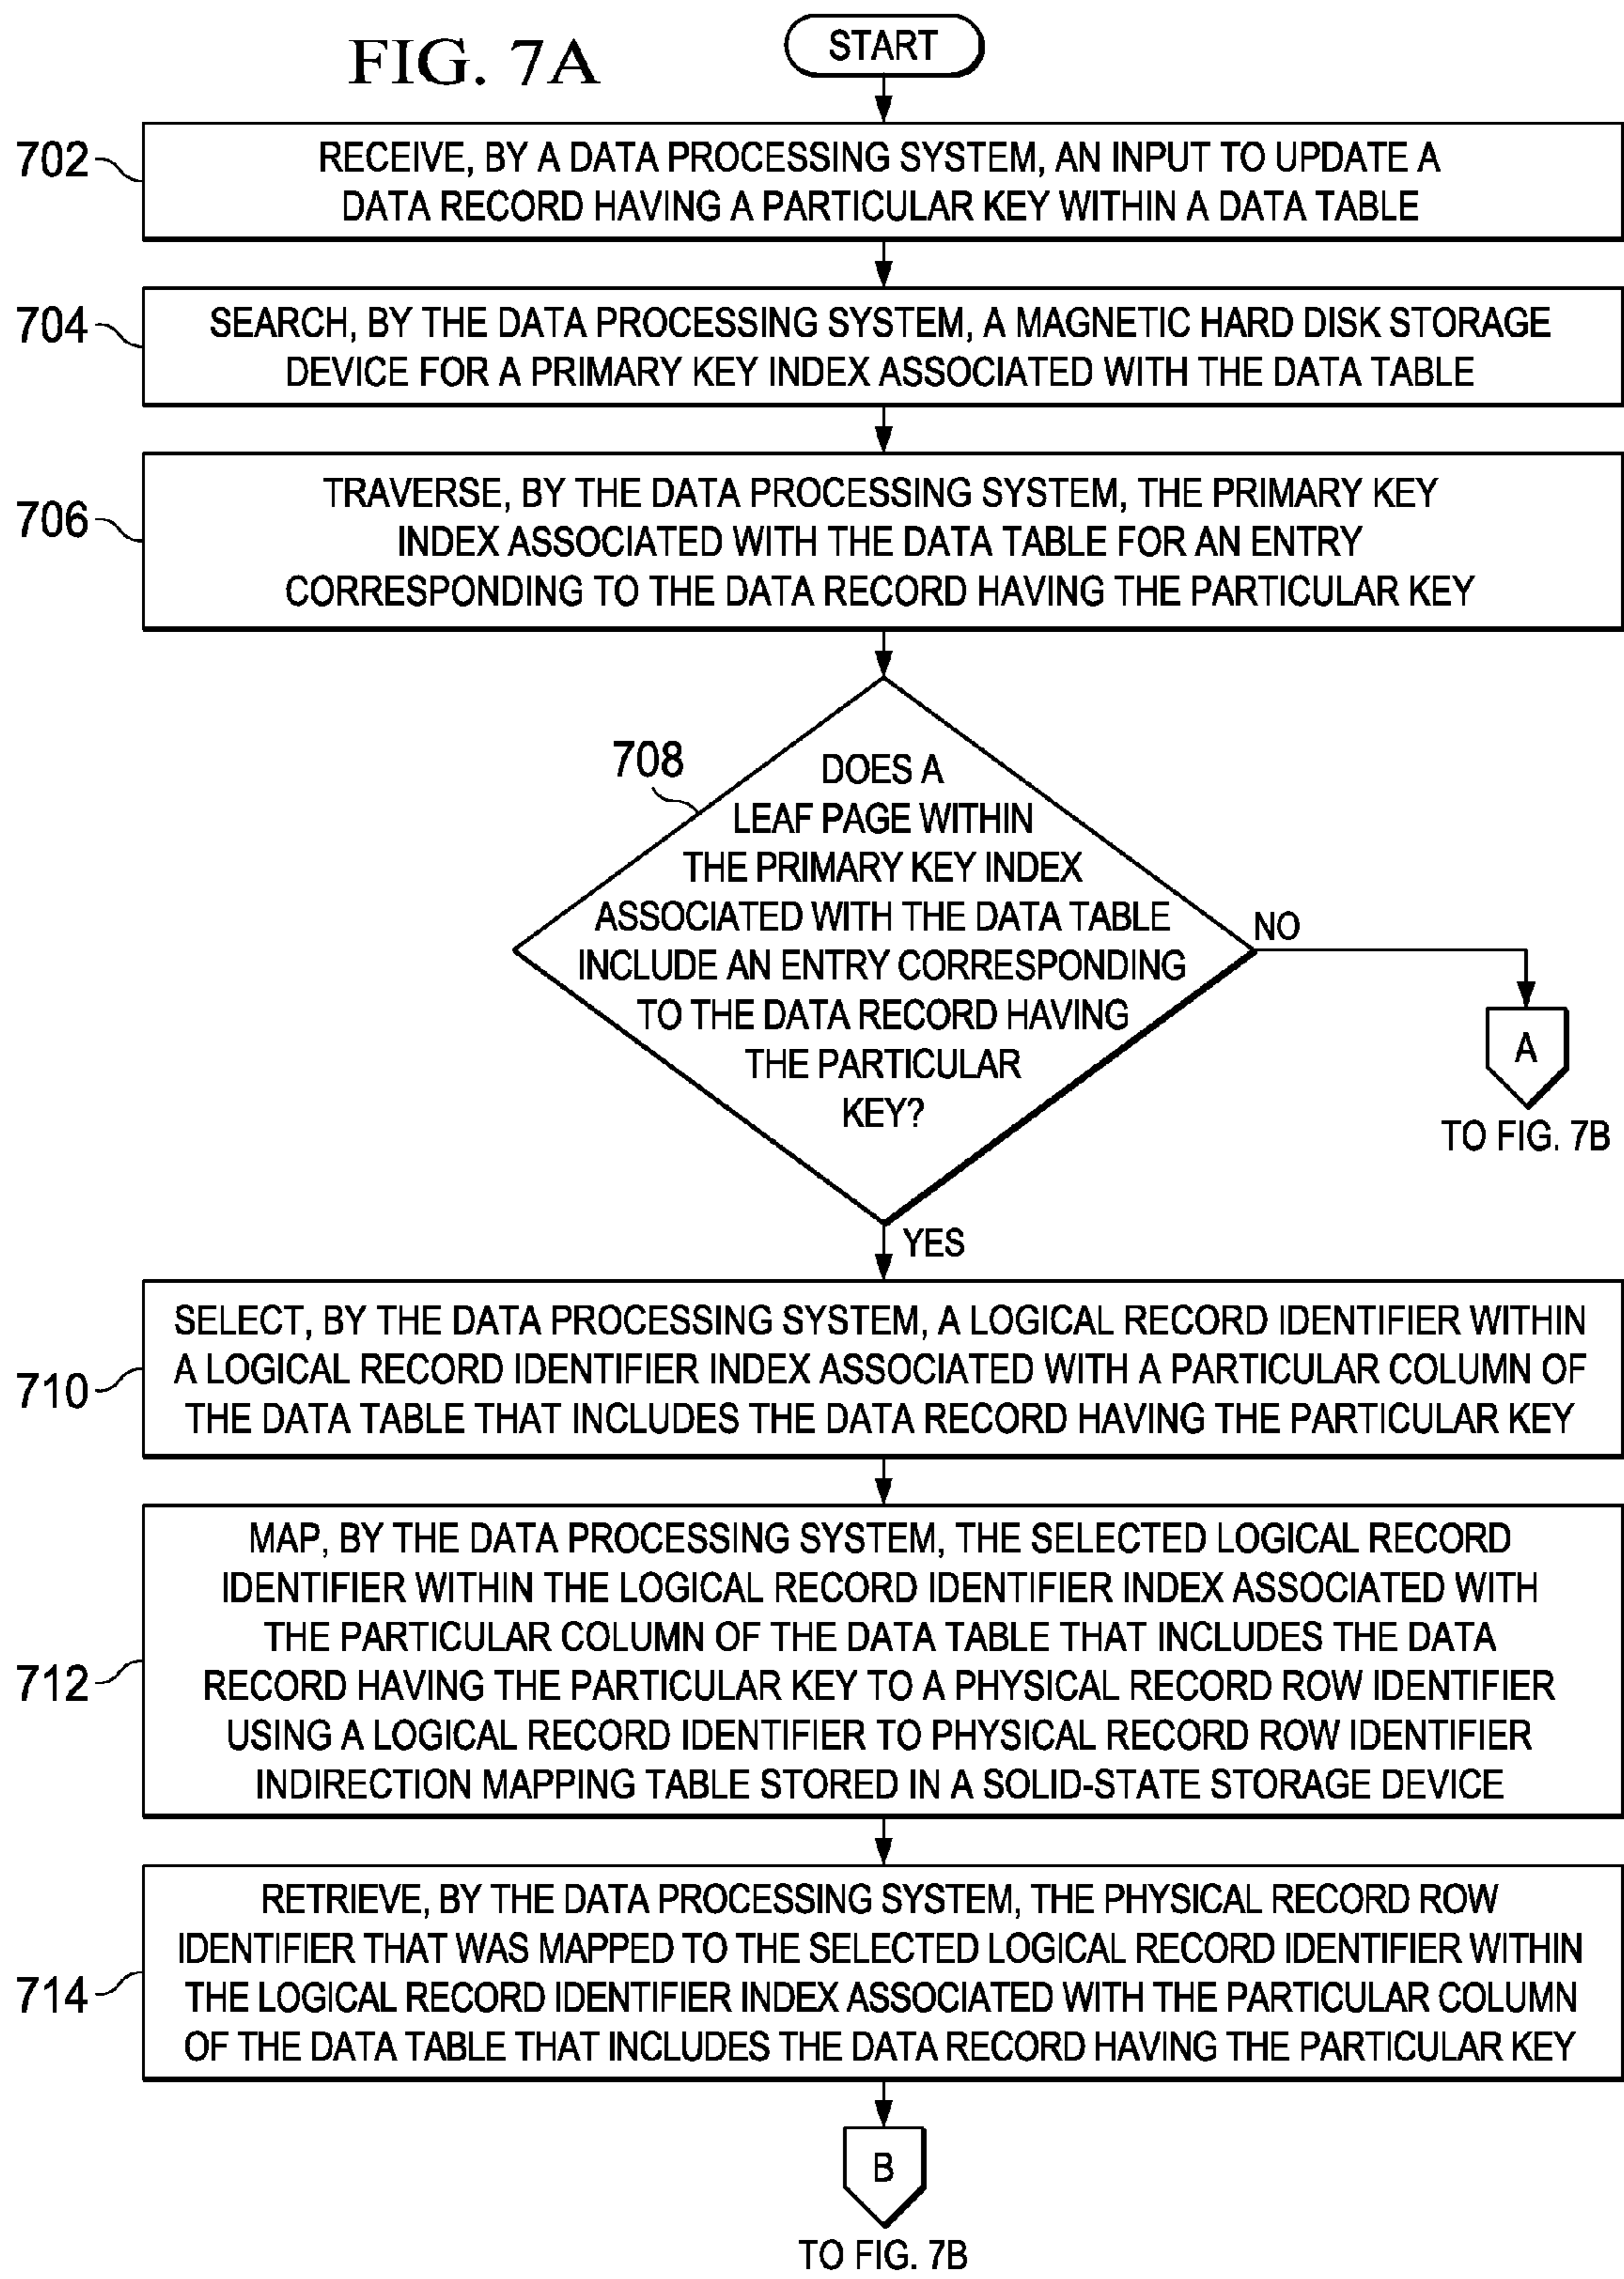 FIG. 7A
START
702
RECEIVE, BY A DATA PROCESSING SYSTEM, AN INPUT TO UPDATE A
DATA RECORD HAVING A PARTICULAR KEY WITHIN A DATA TABLE
704
SEARCH, BY THE DATA PROCESSING SYSTEM, A MAGNETIC HARD DISK STORAGE
DEVICE FOR A PRIMARY KEY INDEX ASSOCIATED WITH THE DATA TABLE
706
TRAVERSE, BY THE DATA PROCESSING SYSTEM, THE PRIMARY KEY
INDEX ASSOCIATED WITH THE DATA TABLE FOR AN ENTRY
CORRESPONDING TO THE DATA RECORD HAVING THE PARTICULAR KEY
708
DOES A
LEAF PAGE WITHIN
THE PRIMARY KEY INDEX
ASSOCIATED WITH THE DATA TABLE
INCLUDE AN ENTRY CORRESPONDING
TO THE DATA RECORD HAVING
THE PARTICULAR
KEY?
NO
A
TO FIG. 7B
YES
710
SELECT, BY THE DATA PROCESSING SYSTEM, A LOGICAL RECORD IDENTIFIER WITHIN
A LOGICAL RECORD IDENTIFIER INDEX ASSOCIATED WITH A PARTICULAR COLUMN OF
THE DATA TABLE THAT INCLUDES THE DATA RECORD HAVING THE PARTICULAR KEY
712
MAP, BY THE DATA PROCESSING SYSTEM, THE SELECTED LOGICAL RECORD
IDENTIFIER WITHIN THE LOGICAL RECORD IDENTIFIER INDEX ASSOCIATED WITH
THE PARTICULAR COLUMN OF THE DATA TABLE THAT INCLUDES THE DATA
RECORD HAVING THE PARTICULAR KEY TO A PHYSICAL RECORD ROW IDENTIFIER
USING A LOGICAL RECORD IDENTIFIER TO PHYSICAL RECORD ROW IDENTIFIER
INDIRECTION MAPPING TABLE STORED IN A SOLID-STATE STORAGE DEVICE
714
RETRIEVE, BY THE DATA PROCESSING SYSTEM, THE PHYSICAL RECORD ROW
IDENTIFIER THAT WAS MAPPED TO THE SELECTED LOGICAL RECORD IDENTIFIER WITHIN
THE LOGICAL RECORD IDENTIFIER INDEX ASSOCIATED WITH THE PARTICULAR COLUMN
OF THE DATA TABLE THAT INCLUDES THE DATA RECORD HAVING THE PARTICULAR KEY
B
TO FIG. 7B